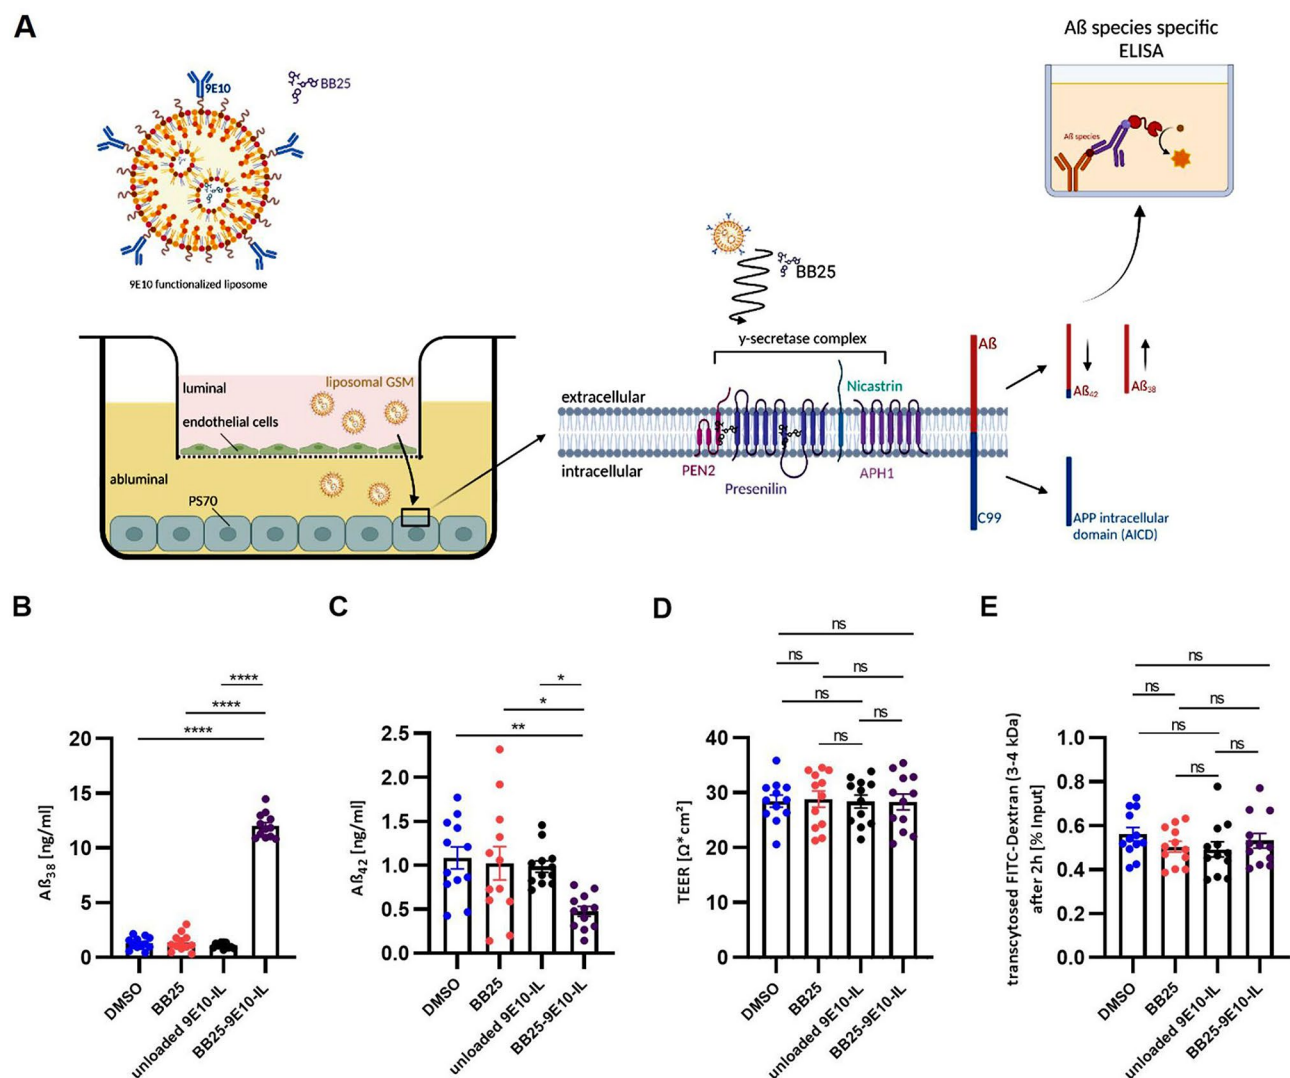 A
Aß species specific
ELISA
9E10
BB25
Aß species
9E10 functionalized liposome
BB25
luminal
liposomal GSM
endothelial cells
abluminal
PS70
γ-secretase complex
Nicastrin
extracellular
intracellular
PEN2
Presenilin
APH1
Aß
C99
Aß₄₂
Aß₃₈
APP intracellular
domain (AICD)
B
****
****
****
Aß₃₈ [ng/ml]
20
15
10
5
0
DMSO
BB25
unloaded 9E10-IL
BB25-9E10-IL
C
*
*
**
Aß₄₂ [ng/ml]
2.5
2.0
1.5
1.0
0.5
0.0
DMSO
BB25
unloaded 9E10-IL
BB25-9E10-IL
D
ns
ns
ns
ns
ns
ns
TEER [Ω*cm²]
40
30
20
10
0
DMSO
BB25
unloaded 9E10-IL
BB25-9E10-IL
E
ns
ns
ns
ns
ns
ns
transcytosed FITC-Dextran (3-4 kDa)
after 2h [% Input]
1.0
0.8
0.6
0.4
0.2
0.0
DMSO
BB25
unloaded 9E10-IL
BB25-9E10-IL